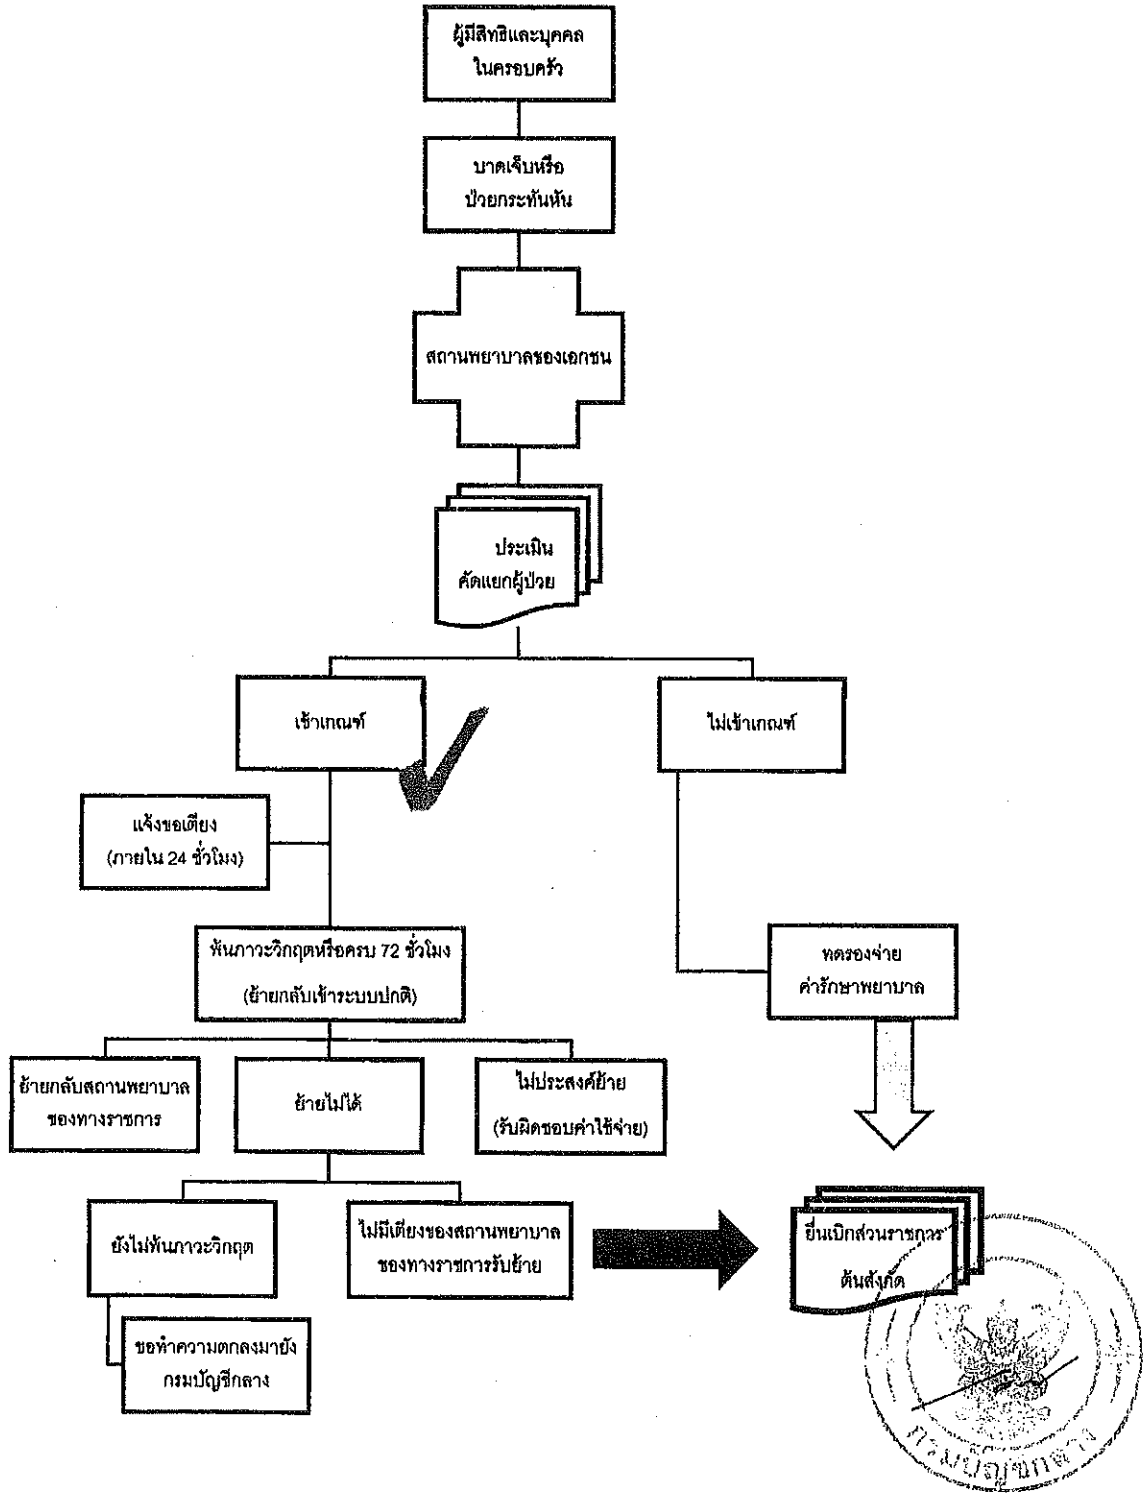 ผู้มีสิทธิและบุคคล
ในครอบครัว
บาดเจ็บหรือ
ป่วยกระทันหัน
สถานพยาบาลของเอกชน
ประเมิน
คัดแยกผู้ป่วย
เข้าเกณฑ์
ไม่เข้าเกณฑ์
แจ้งขอเตียง
(ภายใน 24 ชั่วโมง)
พ้นภาวะวิกฤตหรือครบ 72 ชั่วโมง
(ย้ายกลับเข้าระบบปกติ)
ทดรองจ่าย
ค่ารักษาพยาบาล
ย้ายกลับสถานพยาบาล
ของทางราชการ
ย้ายไม่ได้
ไม่ประสงค์ย้าย
(รับผิดชอบค่าใช้จ่าย)
ยังไม่พ้นภาวะวิกฤต
ไม่มีเตียงของสถานพยาบาล
ของทางราชการรับย้าย
ยื่นเบิกส่วนราชการ
ต้นสังกัด
ขอทำความตกลงมายัง
กรมบัญชีกลาง
กรมบัญชีกลาง